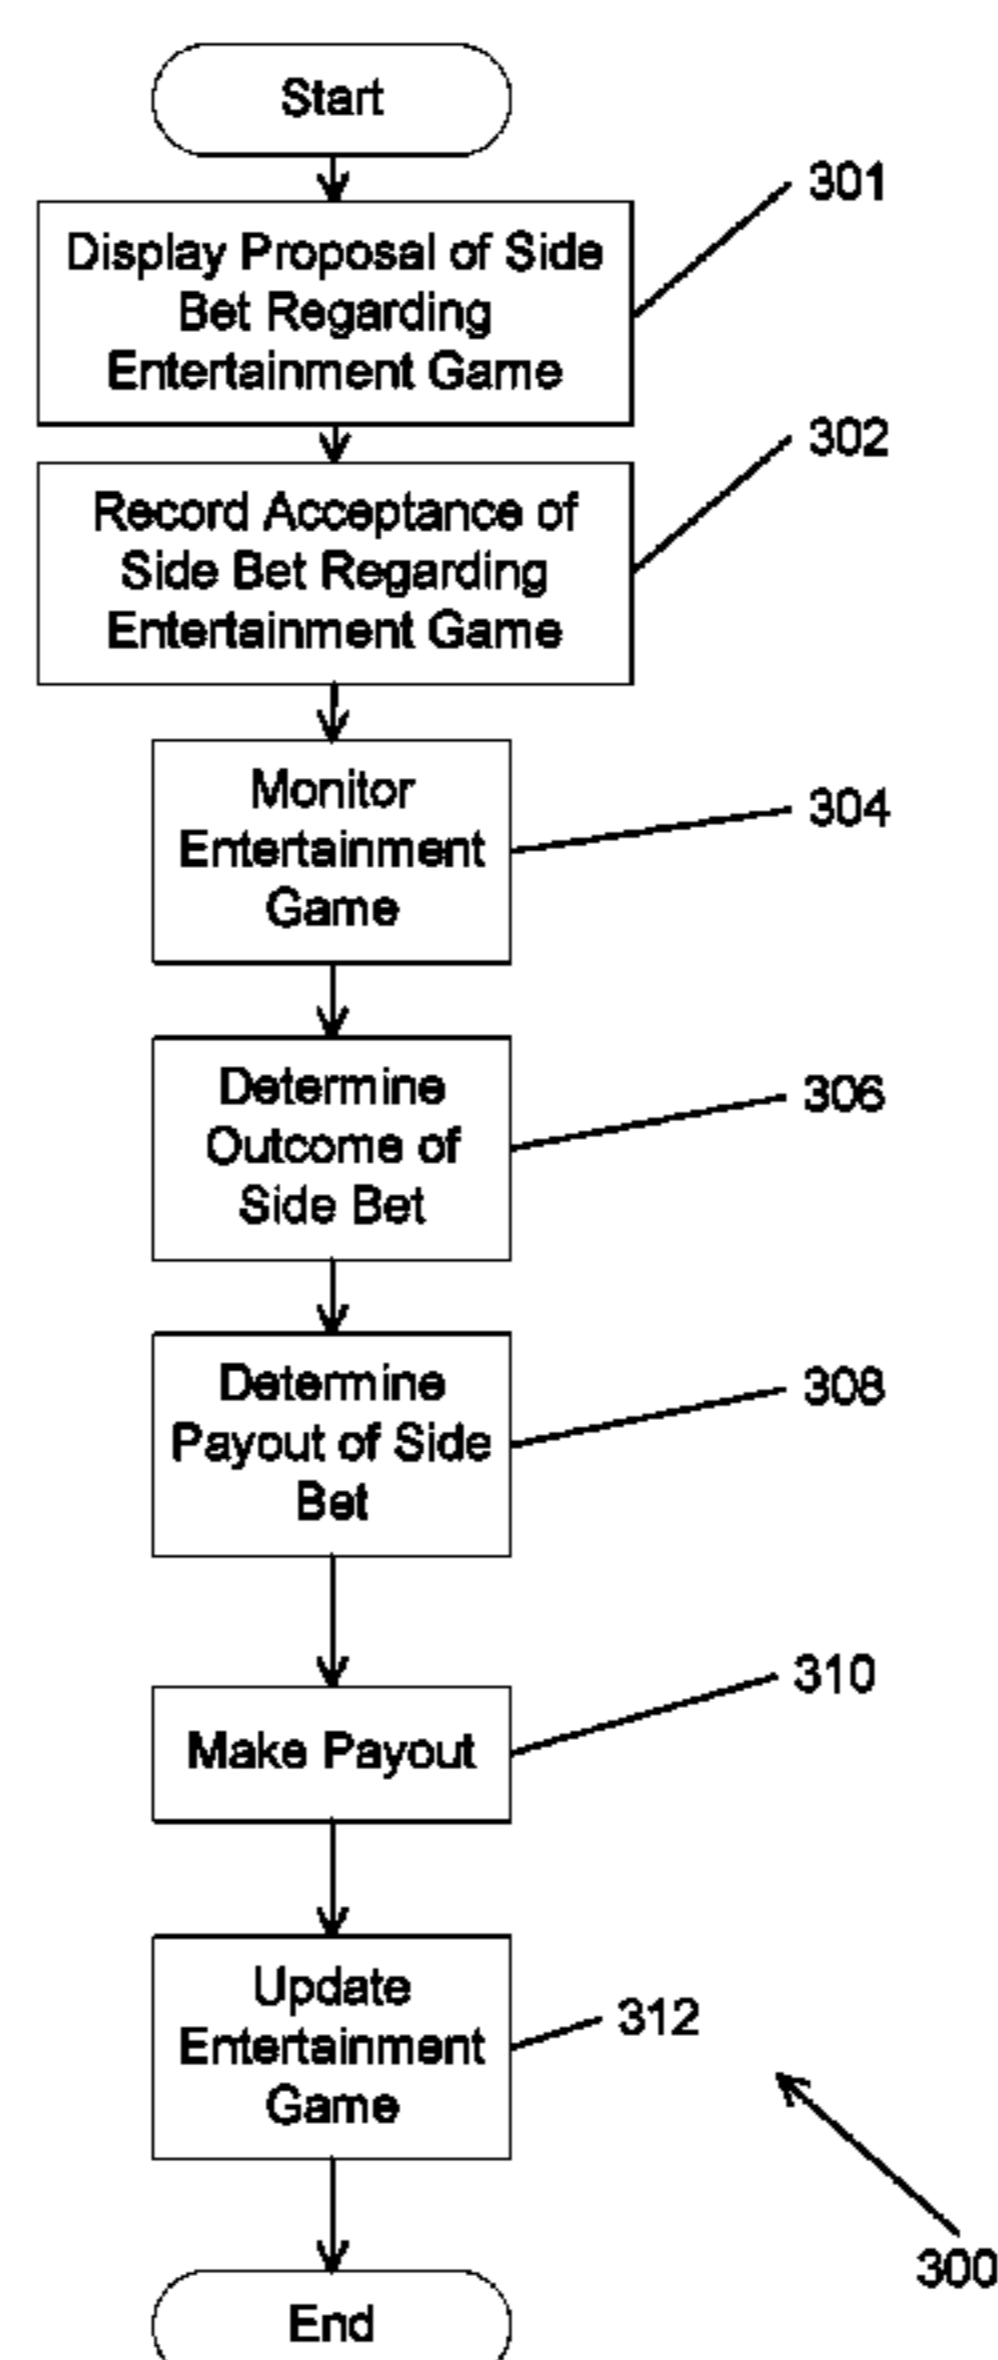 Start
301
Display Proposal of Side
Bet Regarding
Entertainment Game
302
Record Acceptance of
Side Bet Regarding
Entertainment Game
Monitor
Entertainment
Game
304
Determine
Outcome of
Side Bet
306
Determine
Payout of Side
Bet
308
Make Payout
310
Update
Entertainment
Game
312
300
End